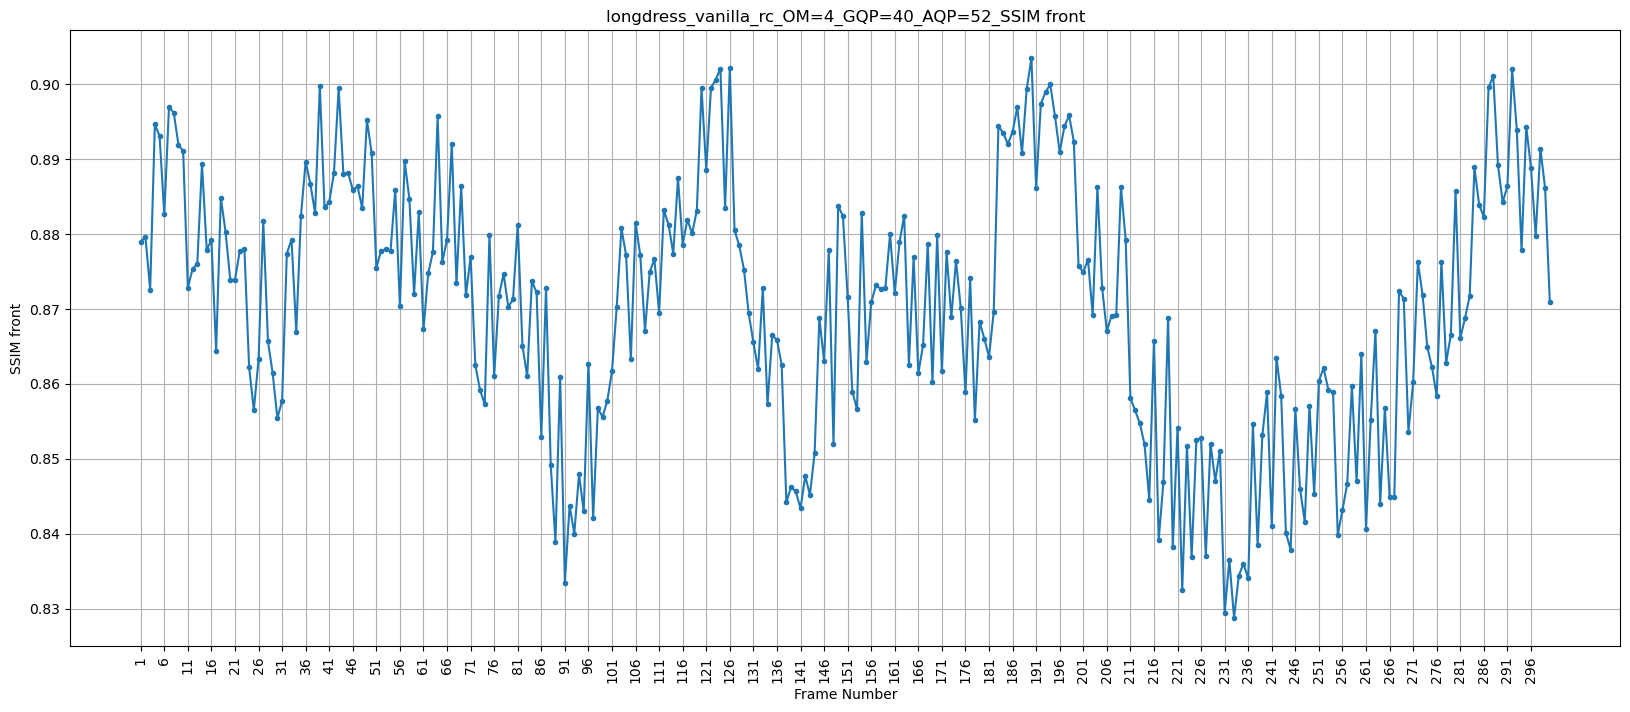 longdress_vanilla_rc_OM=4_GQP=40_AQP=52_SSIM front
SSIM front
0.90
0.89
0.88
0.87
0.86
0.85
0.84
0.83
1 6 11 16 21 26 31 36 41 46 51 56 61 66 71 76 81 86 91 96 101 106 111 116 121 126 131 136 141 146 151 156 161 166 171 176 181 186 191 196 201 206 211 216 221 226 231 236 241 246 251 256 261 266 271 276 281 286 291 296
Frame Number